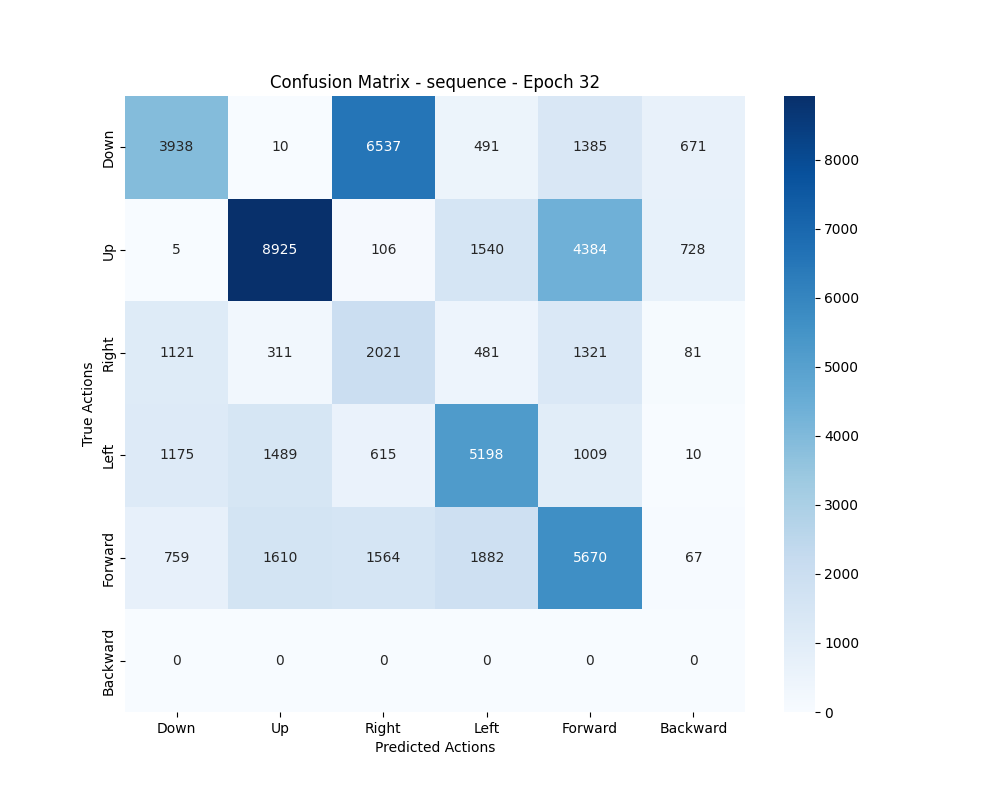 Confusion Matrix - sequence - Epoch 32
Down 3938 10 6537 491 1385 671
Up 5 8925 106 1540 4384 728
Right 1121 311 2021 481 1321 81
Left 1175 1489 615 5198 1009 10
Forward 759 1610 1564 1882 5670 67
Backward 0 0 0 0 0 0
Down Up Right Left Forward Backward
Predicted Actions
True Actions
8000
7000
6000
5000
4000
3000
2000
1000
0